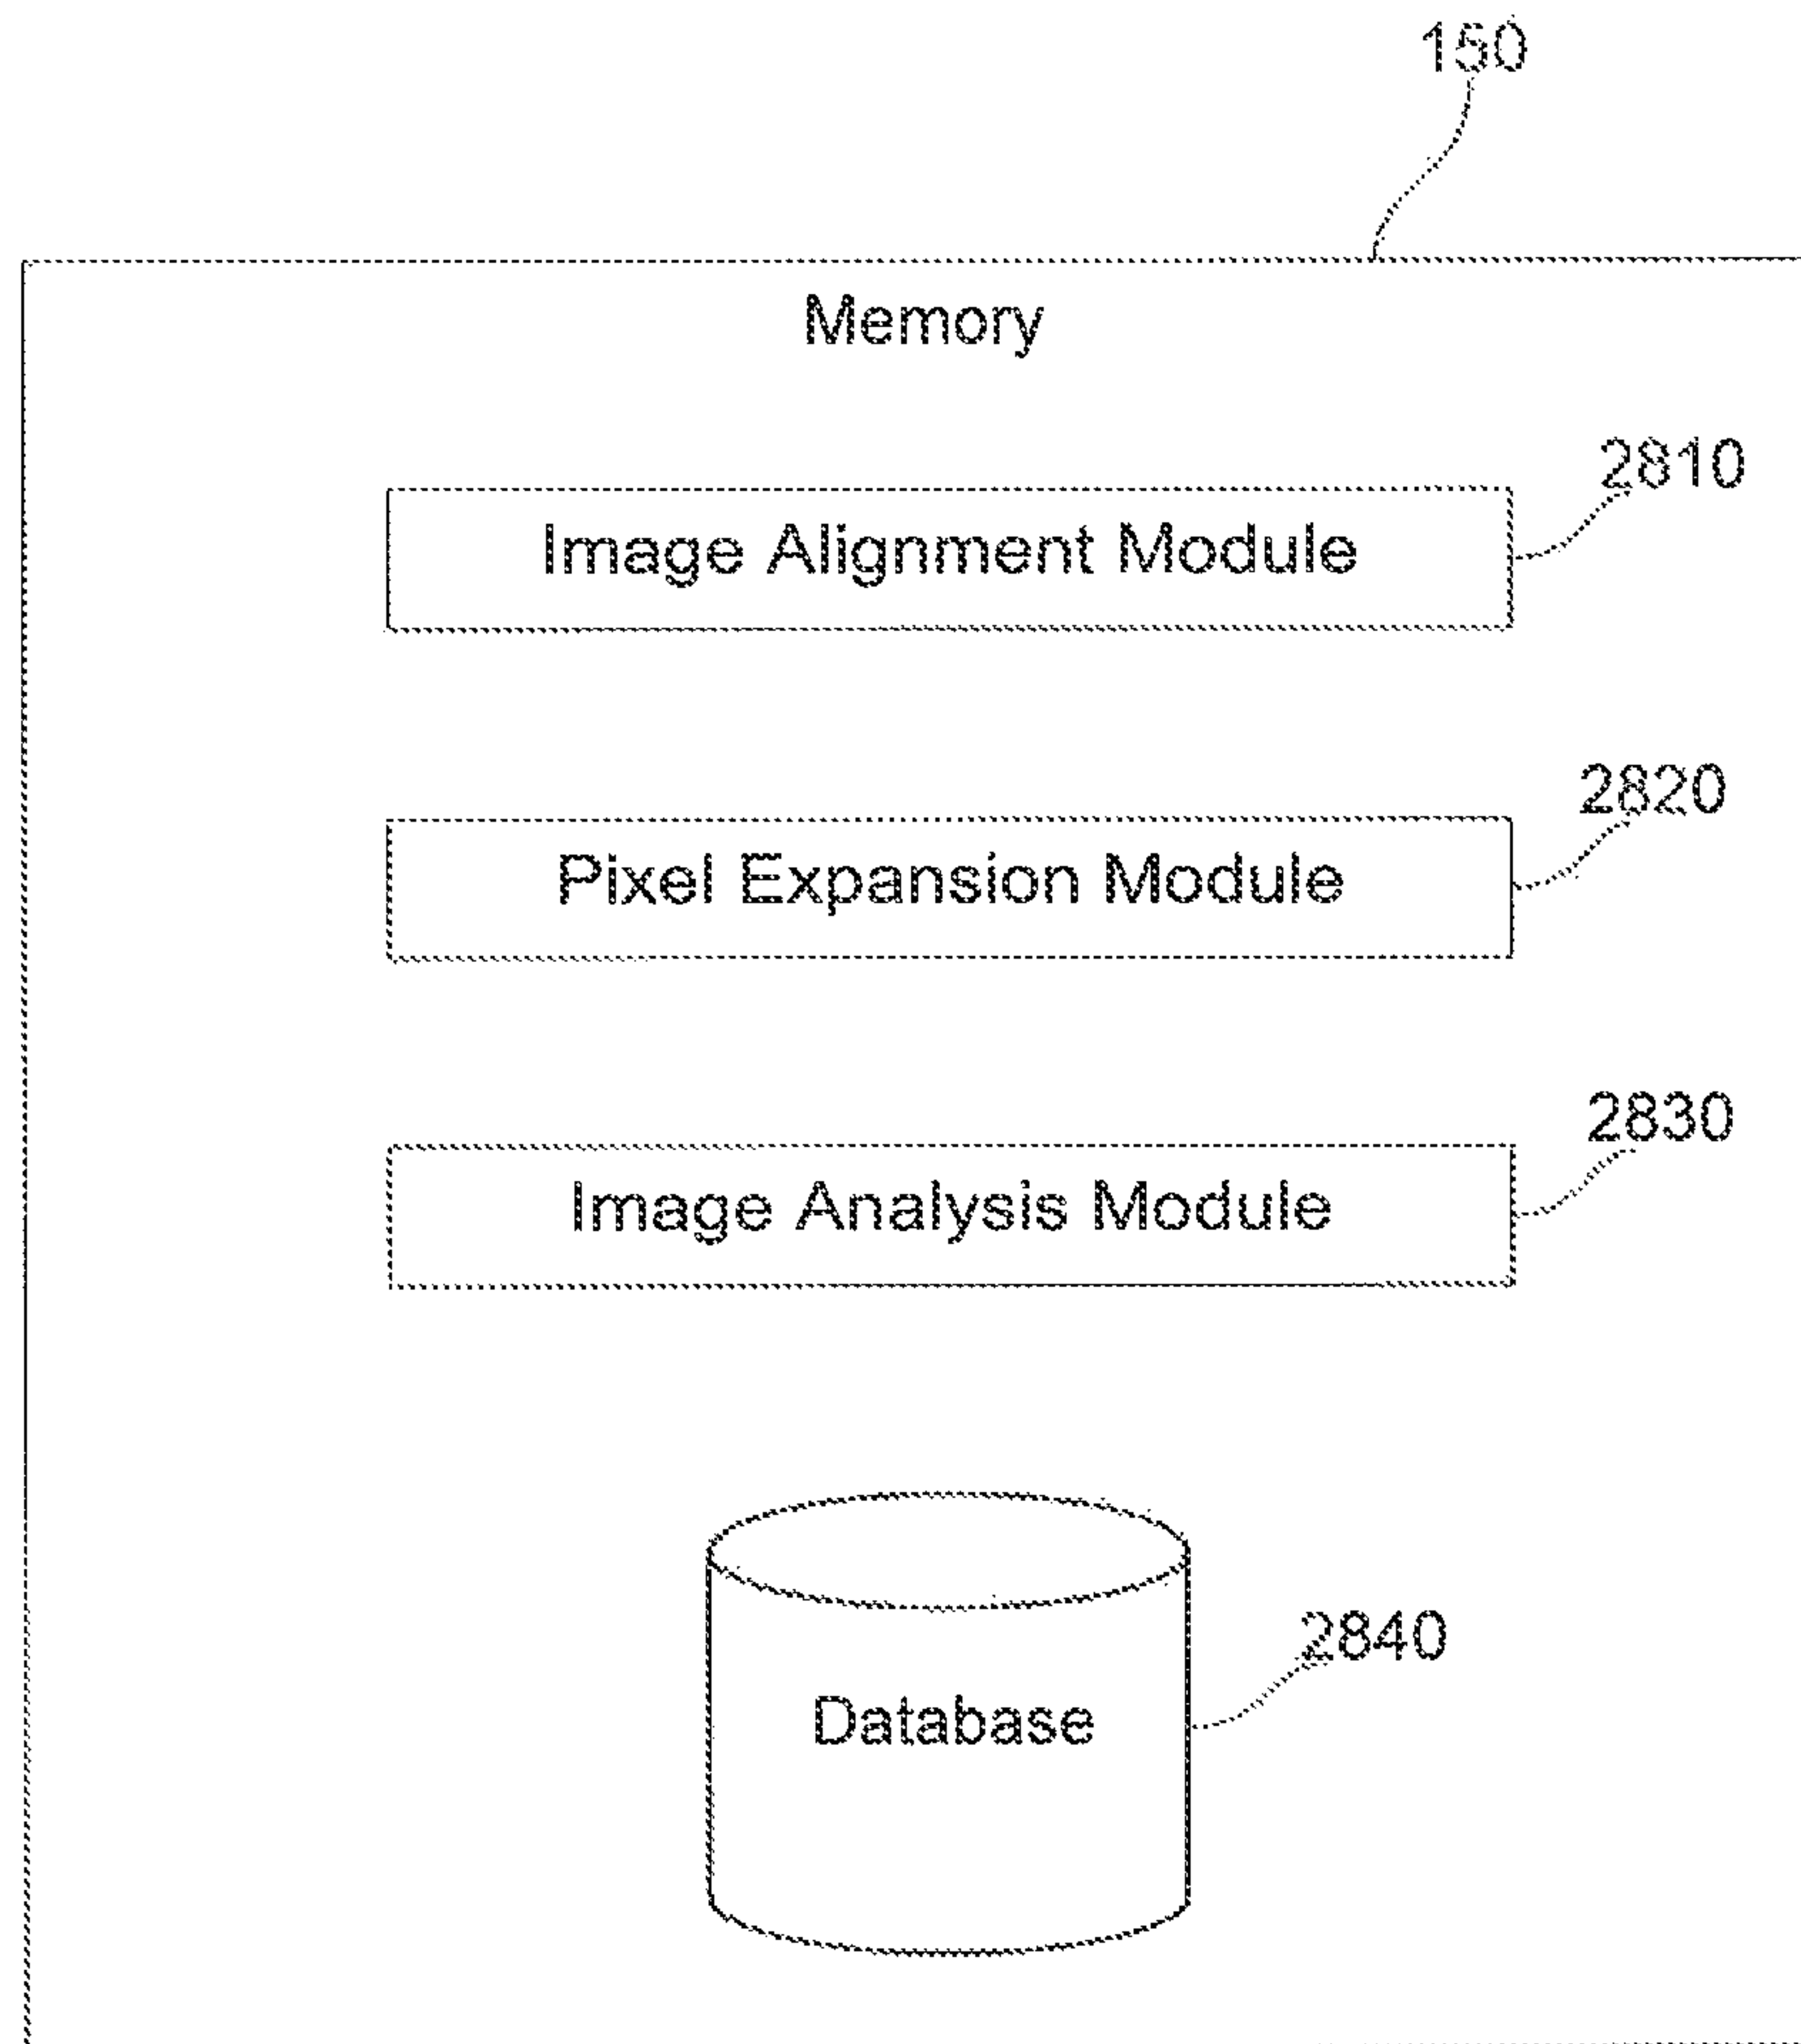 150
Memory
2810
Image Alignment Module
2820
Pixel Expansion Module
2830
Image Analysis Module
2840
Database